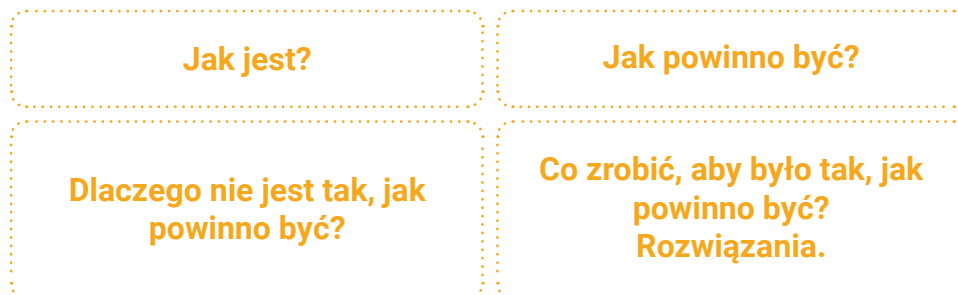 Jak jest?
Jak powinno być?
Dlaczego nie jest tak, jak
powinno być?
Co zrobić, aby było tak, jak
powinno być?
Rozwiązania.